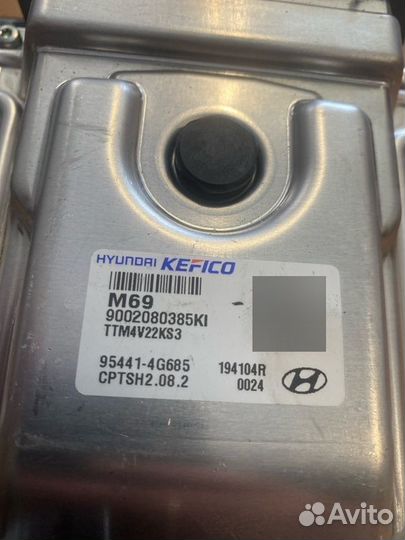 HYUNDAI KEFICO
M69
9002080385KI
TTM4V22KS3
95441-4G685 194104R
CPTSH2.08.2 0024
Avito